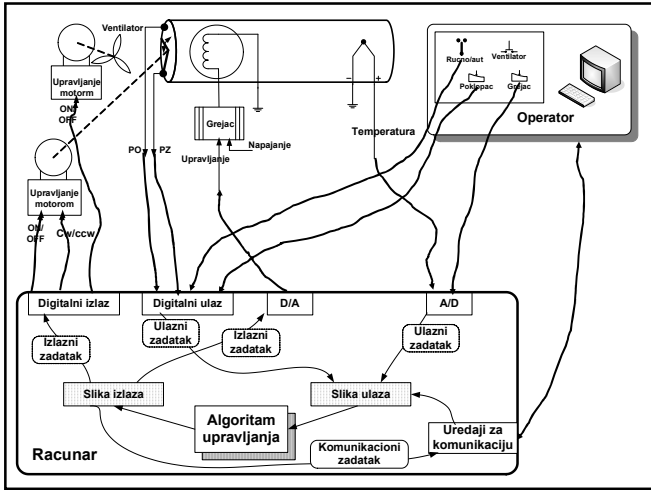 Ventilator
Upravljanje
motorm
ON/
OFF
Upravljanje
motorom
ON/
OFF
Cw/ccw
PO
PZ
Grejac
Upravljanje
Napajanje
–
+
Temperatura
Rucno/aut
Ventilator
Poklopac
Grejac
Operator
Digitalni izlaz
Digitalni ulaz
D/A
A/D
Izlazni
zadatak
Ulazni
zadatak
Izlazni
zadatak
Ulazni
zadatak
Slika izlaza
Slika ulaza
Algoritam
upravljanja
Komunikacioni
zadatak
Uredaji za
komunikaciju
Racunar